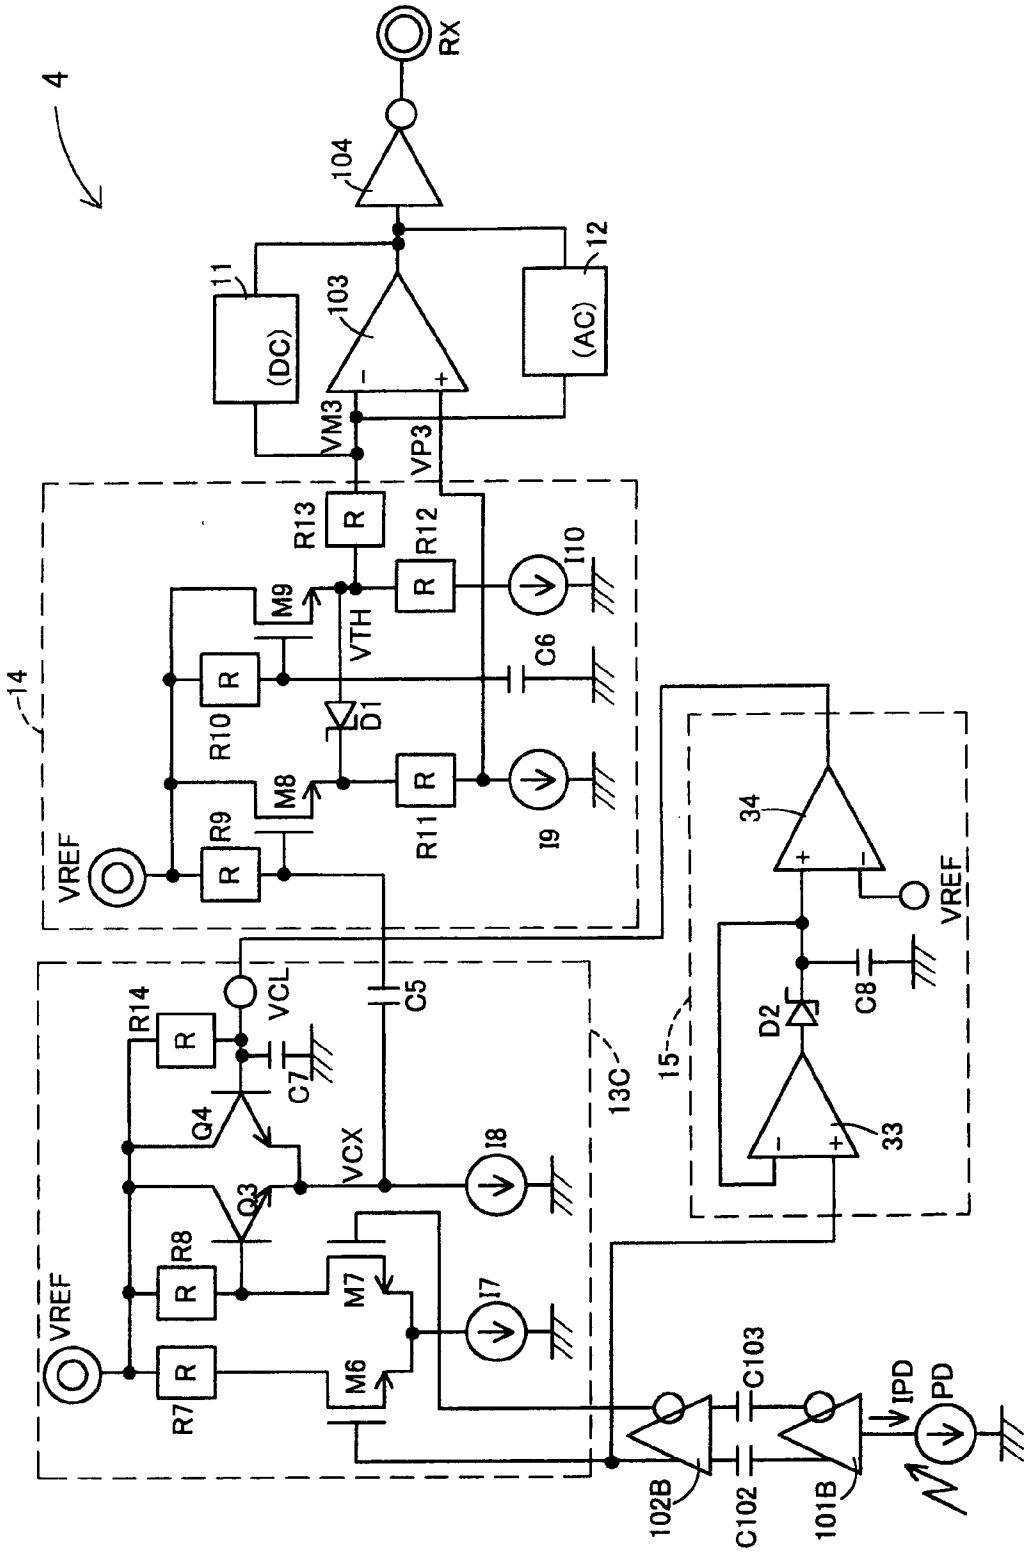 4
VREF
R7
R
R8
R
M6
M7
I7
Q3
Q4
R14
R
VCL
C7
VCX
I8
13C
C5
14
VREF
R9
R
M8
R10
R
M9
D1
VTH
R11
R
R12
R
R13
R
I9
C6
I10
VM3
VP3
11
(DC)
103
-
+
12
(AC)
104
RX
15
33
-
+
D2
C8
34
+
-
VREF
102B
C102
C103
101B
IPD
PD